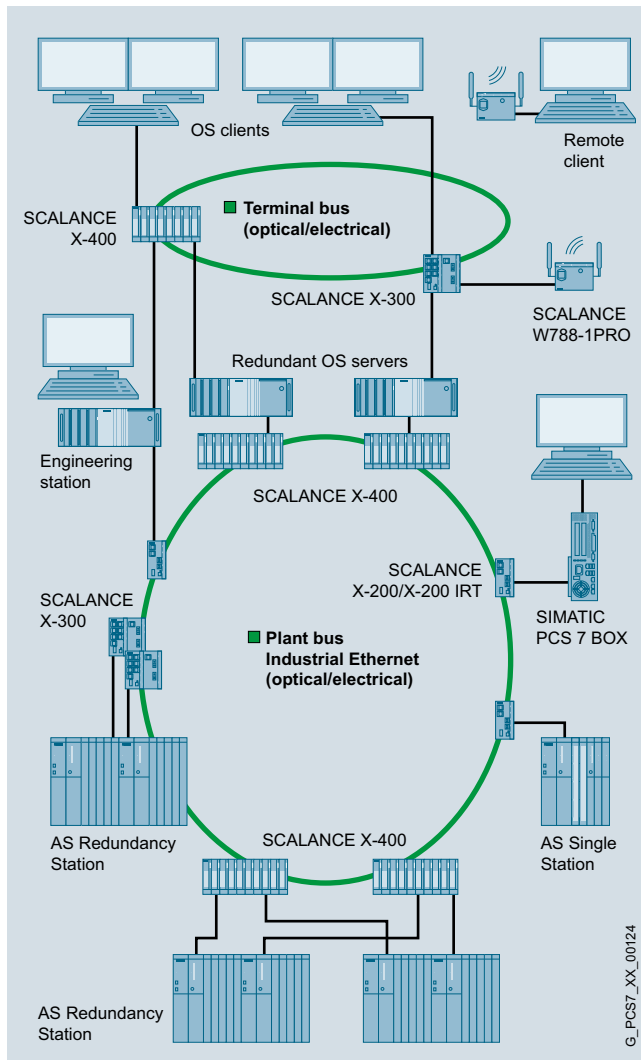 OS clients
Remote
client
SCALANCE
X-400
Terminal bus
(optical/electrical)
SCALANCE X-300
SCALANCE
W788-1PRO
Redundant OS servers
Engineering
station
SCALANCE X-400
SCALANCE
X-200/X-200 IRT
SIMATIC
PCS 7 BOX
SCALANCE
X-300
Plant bus
Industrial Ethernet
(optical/electrical)
AS Redundancy
Station
SCALANCE X-400
AS Single
Station
AS Redundancy
Station
G_PCS7_XX_00124